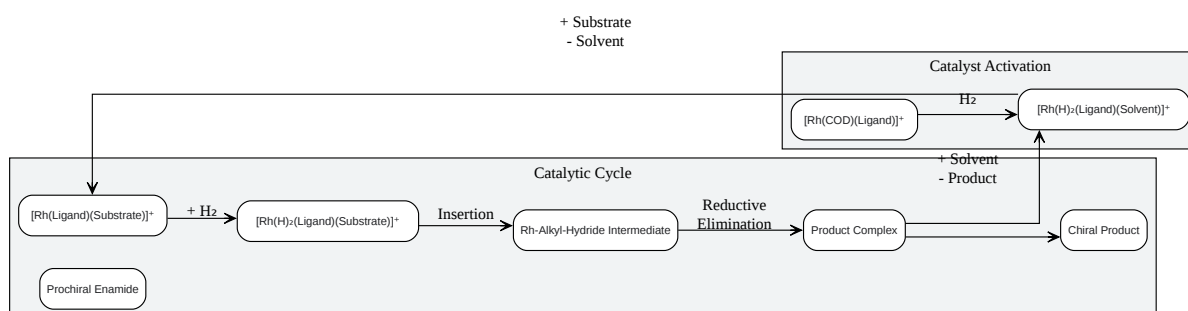 + Substrate
- Solvent
Catalyst Activation
[Rh(COD)(Ligand)]⁺
H₂
[Rh(H)₂(Ligand)(Solvent)]⁺
+ Solvent
- Product
Catalytic Cycle
[Rh(Ligand)(Substrate)]⁺
+ H₂
[Rh(H)₂(Ligand)(Substrate)]⁺
Insertion
Rh-Alkyl-Hydride Intermediate
Reductive
Elimination
Product Complex
Chiral Product
Prochiral Enamide